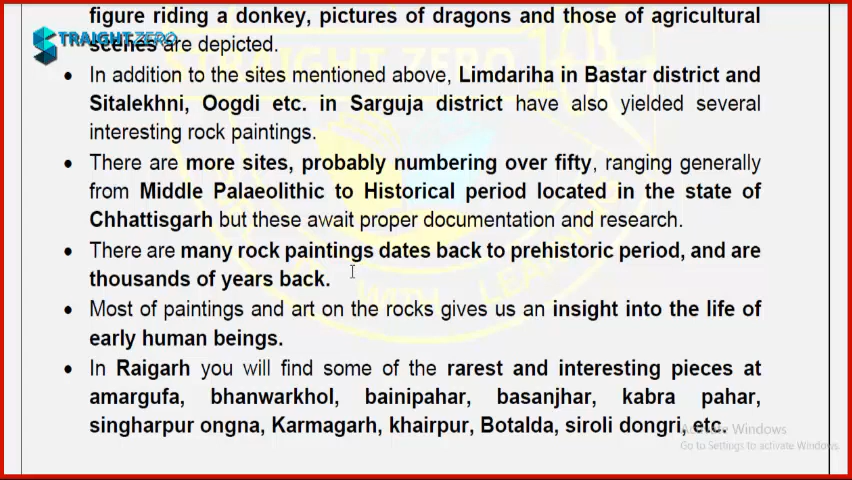 figure riding a donkey, pictures of dragons and those of agricultural
STRAIGHT ZERO
scenes are depicted.
• In addition to the sites mentioned above, Limdariha in Bastar district and
Sitalekhni, Oogdi etc. in Sarguja district have also yielded several
interesting rock paintings.
• There are more sites, probably numbering over fifty, ranging generally
from Middle Palaeolithic to Historical period located in the state of
Chhattisgarh but these await proper documentation and research.
• There are many rock paintings dates back to prehistoric period, and are
thousands of years back.
• Most of paintings and art on the rocks gives us an insight into the life of
early human beings.
• In Raigarh you will find some of the rarest and interesting pieces at
amargufa, bhanwarkhol, bainipahar, basanjhar, kabra pahar,
singharpur ongna, Karmagarh, khairpur, Botalda, siroli dongri, etc.
Activate Windows
Go to Settings to activate Windows.